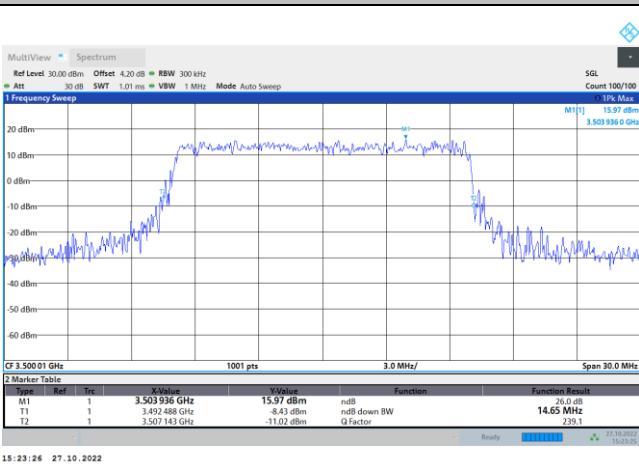 MultiView Spectrum
Ref Level 30.00 dBm Offset 4.20 dB RBW 300 kHz SGL
Att 30 dB SWT 1.01 ms VBW 1 MHz Mode Auto Sweep Count 100/100
1 Frequency Sweep 1Pk Max
M1[1] 15.97 dBm
3.503 936 0 GHz
20 dBm
M1
10 dBm
0 dBm
T1
T2
-10 dBm
-20 dBm
-30 dBm
-40 dBm
-50 dBm
-60 dBm
CF 3.500 01 GHz 1001 pts 3.0 MHz/ Span 30.0 MHz
2 Marker Table
Type Ref Trc X-Value Y-Value Function Function Result
M1 1 3.503 936 GHz 15.97 dBm ndB 26.0 dB
T1 1 3.492 488 GHz -8.43 dBm ndB down BW 14.65 MHz
T2 1 3.507 143 GHz -11.02 dBm Q Factor 239.1
Ready 27.10.2022
15:23:25
15:23:26 27.10.2022